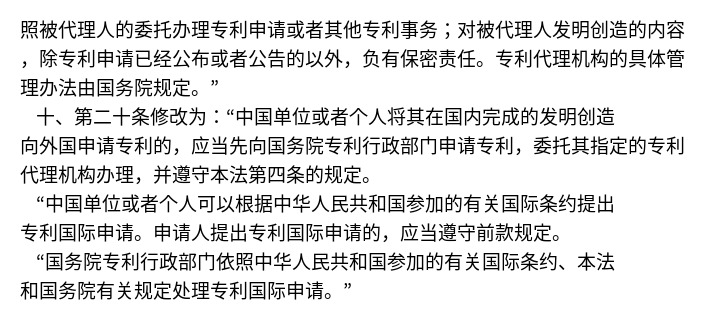 照被代理人的委托办理专利申请或者其他专利事务；对被代理人发明创造的内容
，除专利申请已经公布或者公告的以外，负有保密责任。专利代理机构的具体管
理办法由国务院规定。”
十、第二十条修改为：“中国单位或者个人将其在国内完成的发明创造
向外国申请专利的，应当先向国务院专利行政部门申请专利，委托其指定的专利
代理机构办理，并遵守本法第四条的规定。
“中国单位或者个人可以根据中华人民共和国参加的有关国际条约提出
专利国际申请。申请人提出专利国际申请的，应当遵守前款规定。
“国务院专利行政部门依照中华人民共和国参加的有关国际条约、本法
和国务院有关规定处理专利国际申请。”